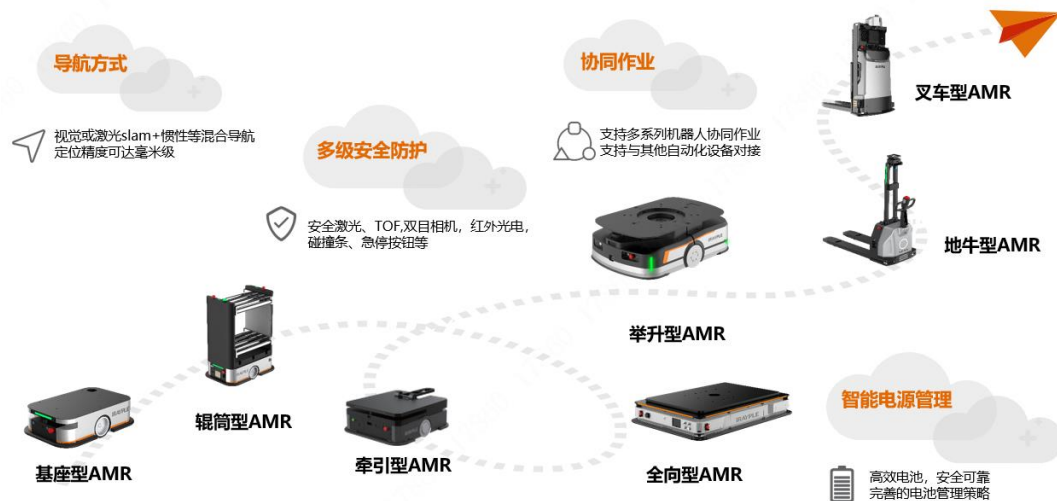 导航方式
视觉或激光slam+惯性等混合导航
定位精度可达毫米级
多级安全防护
安全激光、TOF,双目相机，红外光电，
碰撞条、急停按钮等
协同作业
支持多系列机器人协同作业
支持与其他自动化设备对接
叉车型AMR
地牛型AMR
举升型AMR
辊筒型AMR
基座型AMR
牵引型AMR
全向型AMR
智能电源管理
高效电池，安全可靠
完善的电池管理策略